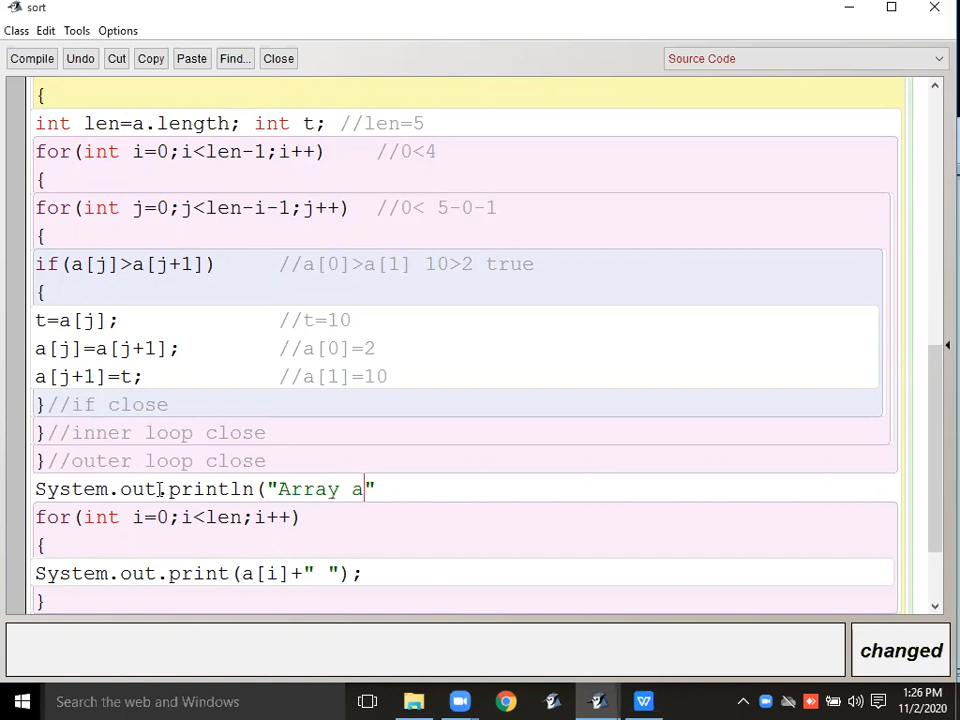 sort
Class Edit Tools Options
Compile Undo Cut Copy Paste Find... Close Source Code
{
int len=a.length; int t; //len=5
for(int i=0;i<len-1;i++) //0<4
{
for(int j=0;j<len-i-1;j++) //0< 5-0-1
{
if(a[j]>a[j+1]) //a[0]>a[1] 10>2 true
{
t=a[j]; //t=10
a[j]=a[j+1]; //a[0]=2
a[j+1]=t; //a[1]=10
}//if close
}//inner loop close
}//outer loop close
System.out.println("Array a"
for(int i=0;i<len;i++)
{
System.out.print(a[i]+" ");
}
changed
Search the web and Windows
1:26 PM
11/2/2020